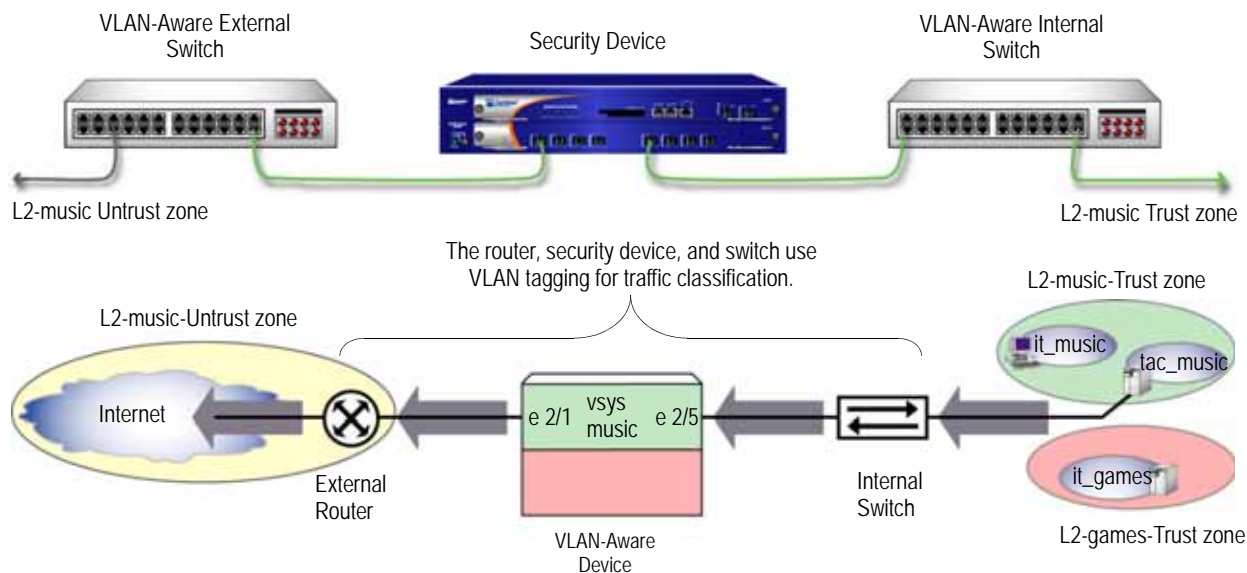 VLAN-Aware External
Switch
Security Device
VLAN-Aware Internal
Switch
L2-music Untrust zone
L2-music Trust zone
The router, security device, and switch use
VLAN tagging for traffic classification.
L2-music-Trust zone
L2-music-Untrust zone
it_music
tac_music
Internet
e 2/1
vsys
music
e 2/5
External
Router
Internal
Switch
it_games
VLAN-Aware
Device
L2-games-Trust zone